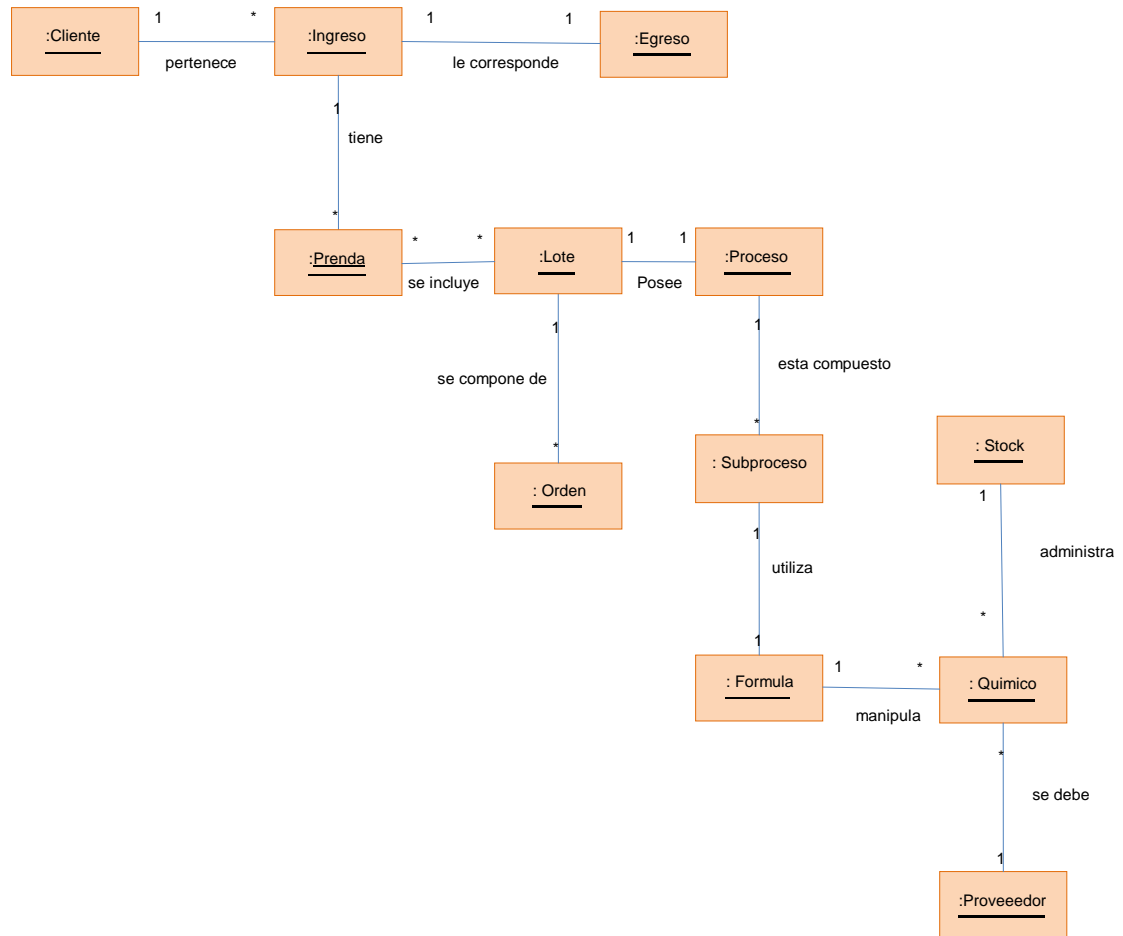 1 * 1 1
:Cliente :Ingreso :Egreso
pertenece le corresponde
1
tiene
*
* * 1 1
:Prenda :Lote :Proceso
se incluye Posee
1 1
esta compuesto
se compone de
* *
: Stock
: Subproceso
: Orden
1
1
administra
utiliza
*
1
1 *
: Formula : Quimico
manipula
*
se debe
1
:Proveeedor